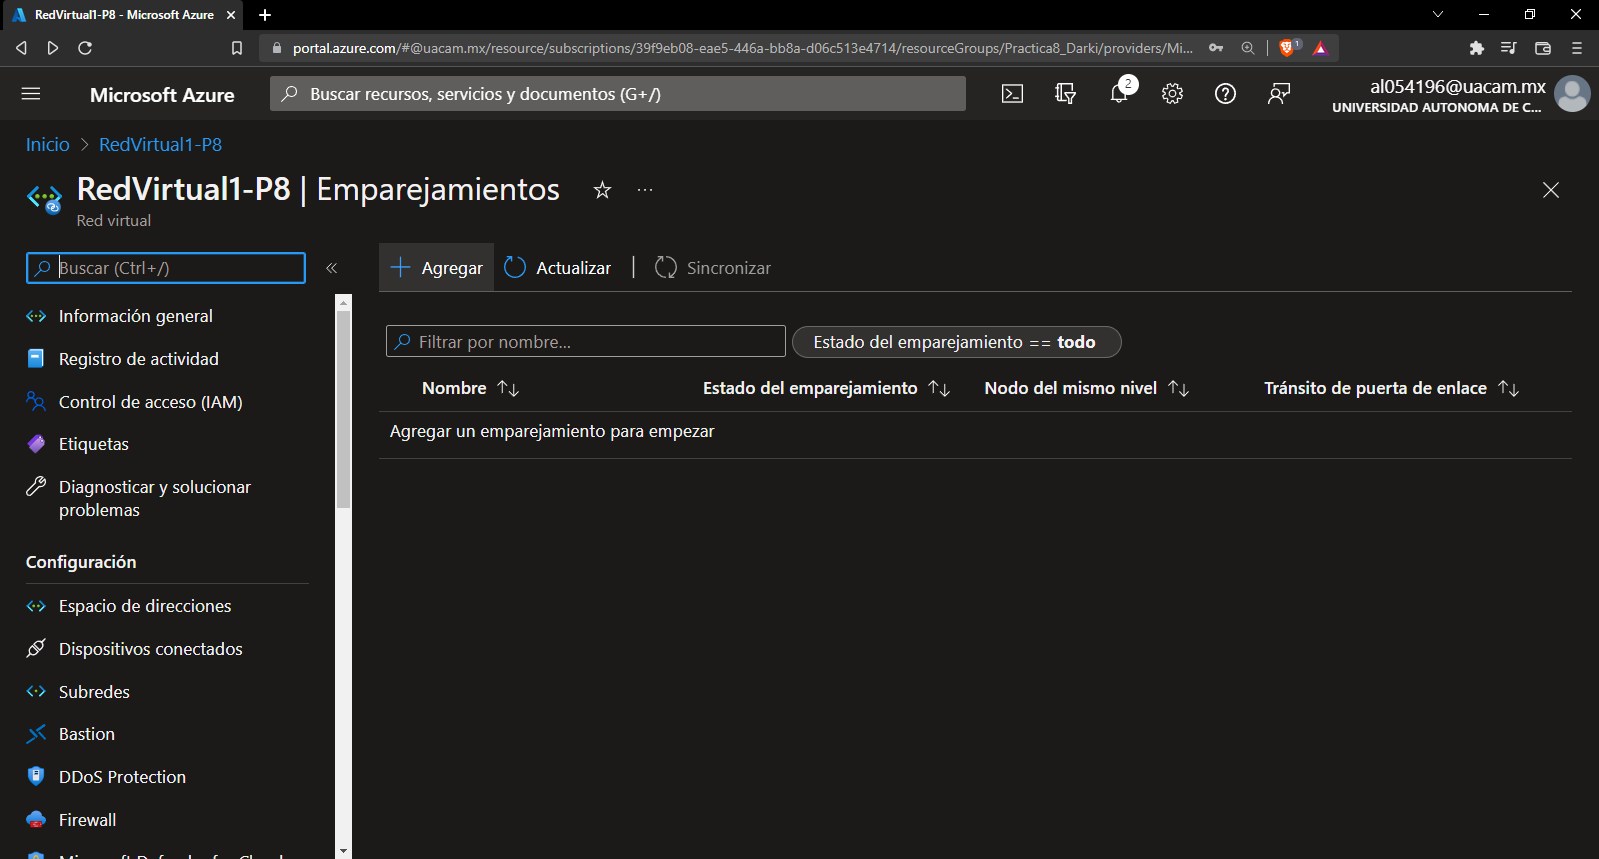 RedVirtual1-P8 - Microsoft Azure
portal.azure.com/#@uacam.mx/resource/subscriptions/39f9eb08-eae5-446a-bb8a-d06c513e4714/resourceGroups/Practica8_Darki/providers/Mi...
1
Microsoft Azure
Buscar recursos, servicios y documentos (G+/)
2
al054196@uacam.mx
UNIVERSIDAD AUTONOMA DE C...
Inicio > RedVirtual1-P8
RedVirtual1-P8 | Emparejamientos
Red virtual
Buscar (Ctrl+/)
Información general
Registro de actividad
Control de acceso (IAM)
Etiquetas
Diagnosticar y solucionar
problemas
Configuración
Espacio de direcciones
Dispositivos conectados
Subredes
Bastion
DDoS Protection
Firewall
Microsoft Defender for Cloud
Agregar Actualizar Sincronizar
Filtrar por nombre...
Estado del emparejamiento == todo
Nombre Estado del emparejamiento Nodo del mismo nivel Tránsito de puerta de enlace
Agregar un emparejamiento para empezar